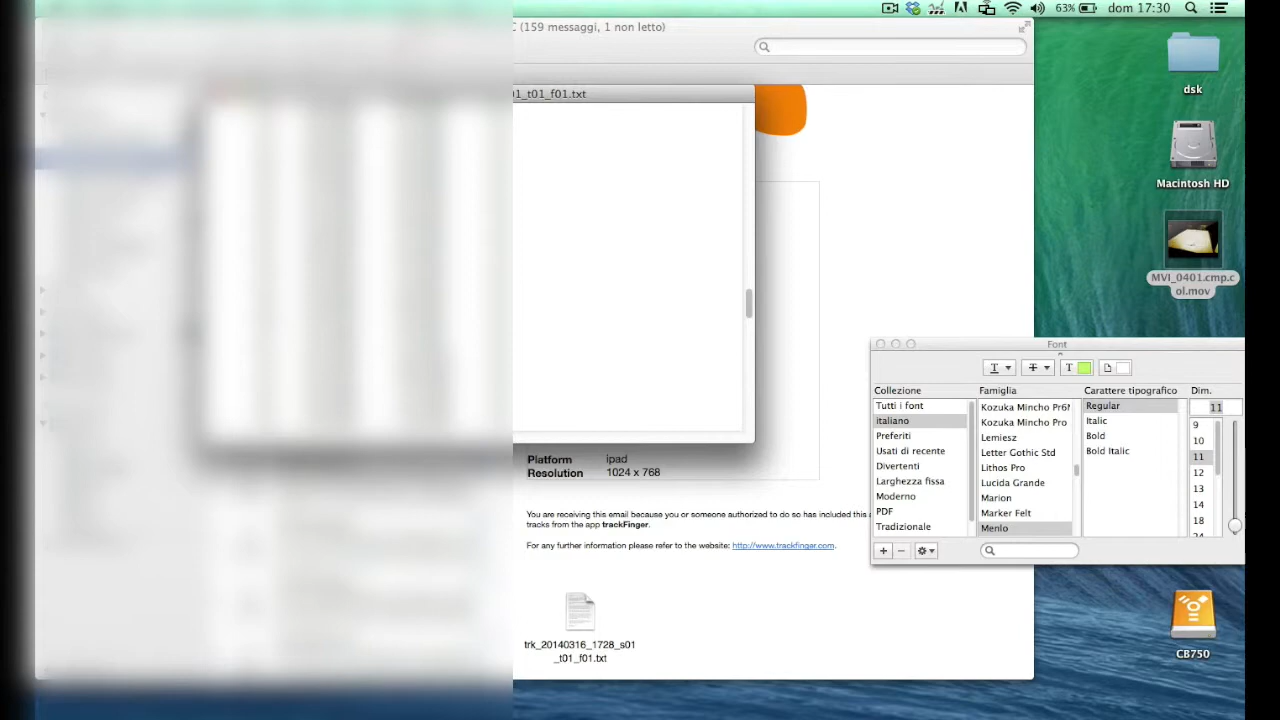 63% dom 17:30
(159 messaggi, 1 non letto)
dsk
01_t01_f01.txt
Macintosh HD
MVI_0401.cmp.c
ol.mov
Font
T T T
Collezione Famiglia Carattere tipografico Dim.
Tutti i font Regular 11
Italiano Kozuka Mincho Pro Italic 9
Preferiti Lemiesz Bold 10
Usati di recente Letter Gothic Std Bold Italic 11
Divertenti Lithos Pro 12
Larghezza fissa Lucida Grande 13
Moderno Marion 14
PDF Marker Felt 18
Tradizionale Menlo 24
Platform ipad
Resolution 1024 x 768
You are receiving this email because you or someone authorized to do so has included this
tracks from the app trackFinger.
For any further information please refer to the website: http://www.trackfinger.com.
trk_20140316_1728_s01
_t01_f01.txt
CB750